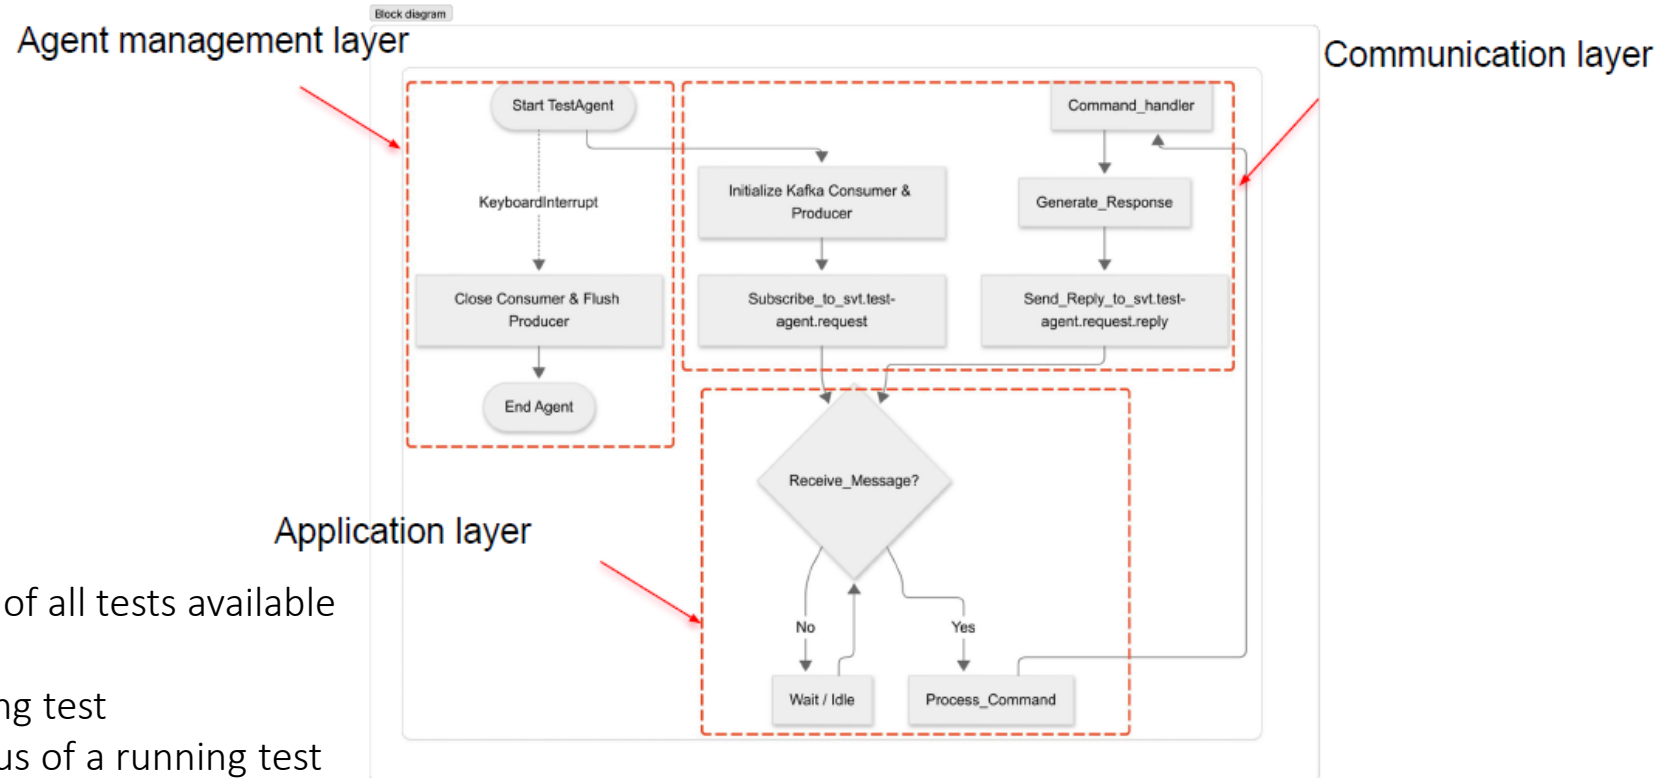 Block diagram
Agent management layer
Communication layer
Start TestAgent
Command_handler
KeyboardInterrupt
Initialize Kafka Consumer &
Producer
Generate_Response
Close Consumer & Flush
Producer
Subscribe_to_svt.test-
agent.request
Send_Reply_to_svt.test-
agent.request.reply
End Agent
Receive_Message?
Application layer
of all tests available
No
Yes
Wait / Idle
Process_Command
ng test
us of a running test